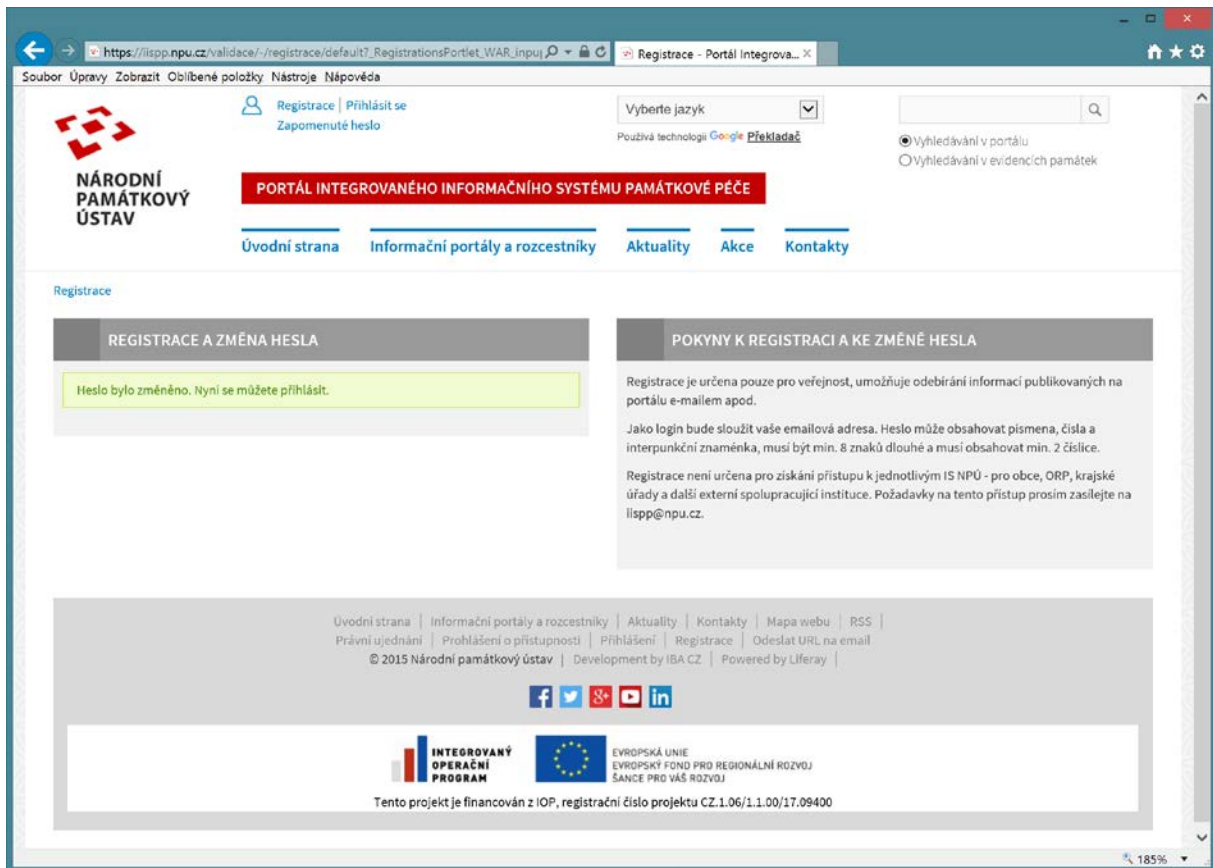 https://iispp.npu.cz/validace/-/registrace/default?_RegistrationsPortlet_WAR_inpu
Registrace - Portál Integrova...
Soubor Úpravy Zobrazit Oblíbené položky Nástroje Nápověda
Registrace | Přihlásit se
Zapomenuté heslo
Vyberte jazyk
Používá technologii Google Překladač
Vyhledávání v portálu
Vyhledávání v evidencích památek
NÁRODNÍ
PAMÁTKOVÝ
ÚSTAV
PORTÁL INTEGROVANÉHO INFORMAČNÍHO SYSTÉMU PAMÁTKOVÉ PÉČE
Úvodní strana Informační portály a rozcestníky Aktuality Akce Kontakty
Registrace
REGISTRACE A ZMĚNA HESLA
Heslo bylo změněno. Nyní se můžete přihlásit.
POKYNY K REGISTRACI A KE ZMĚNĚ HESLA
Registrace je určena pouze pro veřejnost, umožňuje odebírání informací publikovaných na
portálu e-mailem apod.
Jako login bude sloužit vaše emailová adresa. Heslo může obsahovat písmena, čísla a
interpunkční znaménka, musí být min. 8 znaků dlouhé a musí obsahovat min. 2 číslice.
Registrace není určena pro získání přístupu k jednotlivým IS NPÚ - pro obce, ORP, krajské
úřady a další externí spolupracující instituce. Požadavky na tento přístup prosím zasílejte na
iispp@npu.cz.
Úvodní strana | Informační portály a rozcestníky | Aktuality | Kontakty | Mapa webu | RSS |
Právní ujednání | Prohlášení o přístupnosti | Přihlášení | Registrace | Odeslat URL na email
© 2015 Národní památkový ústav | Development by IBA CZ | Powered by Liferay |
INTEGROVANÝ
OPERAČNÍ
PROGRAM
EVROPSKÁ UNIE
EVROPSKÝ FOND PRO REGIONÁLNÍ ROZVOJ
ŠANCE PRO VÁŠ ROZVOJ
Tento projekt je financován z IOP, registrační číslo projektu CZ.1.06/1.1.00/17.09400
185%